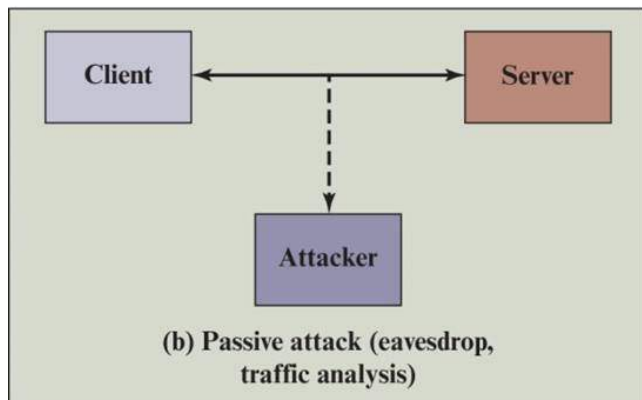 Client
Server
Attacker
(b) Passive attack (eavesdrop,
traffic analysis)